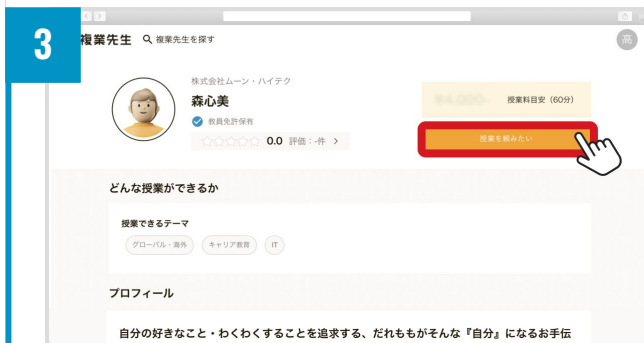 3
複業先生 複業先生を探す
高
株式会社ムーン・ハイテク
森心美
教員免許保有
0.0 評価：-件
授業料目安（60分）
授業を頼みたい
どんな授業ができるか
授業できるテーマ
グローバル・海外 キャリア教育 IT
プロフィール
自分の好きなこと・わくわくすることを追求する、だれももがそんな『自分』になるお手伝